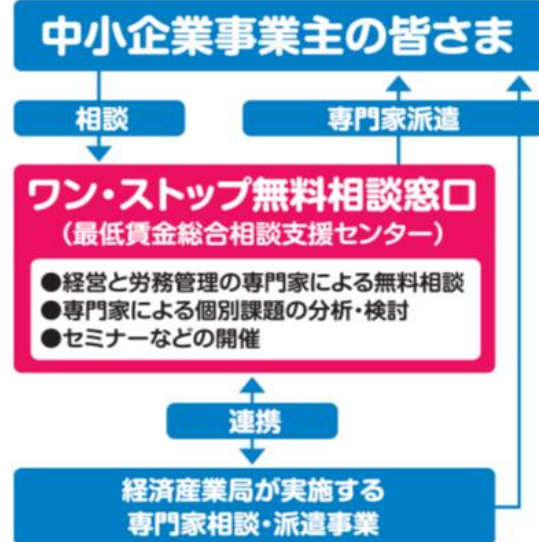 中小企業事業主の皆さま
相談
専門家派遣
ワン・ストップ無料相談窓口
（最低賃金総合相談支援センター）
●経営と労務管理の専門家による無料相談
●専門家による個別課題の分析・検討
●セミナーなどの開催
連携
経済産業局が実施する
専門家相談・派遣事業